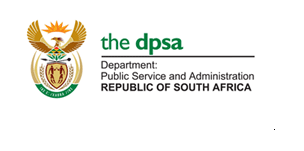 the dpsa
Department:
Public Service and Administration
REPUBLIC OF SOUTH AFRICA